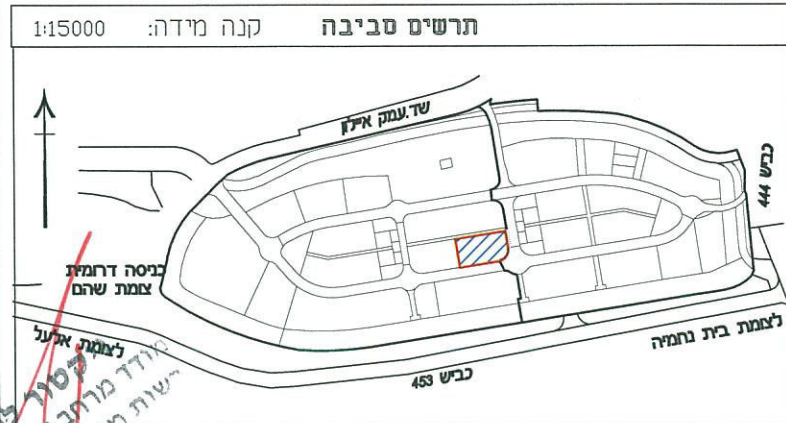 תרשים סביבה קנה מידה: 1:15000
שד.עמק איילון
כביש 444
כניסה דרומית
צומת שהם
לצומת אלעל
לצומת בית נחמיה
כביש 453
מודד